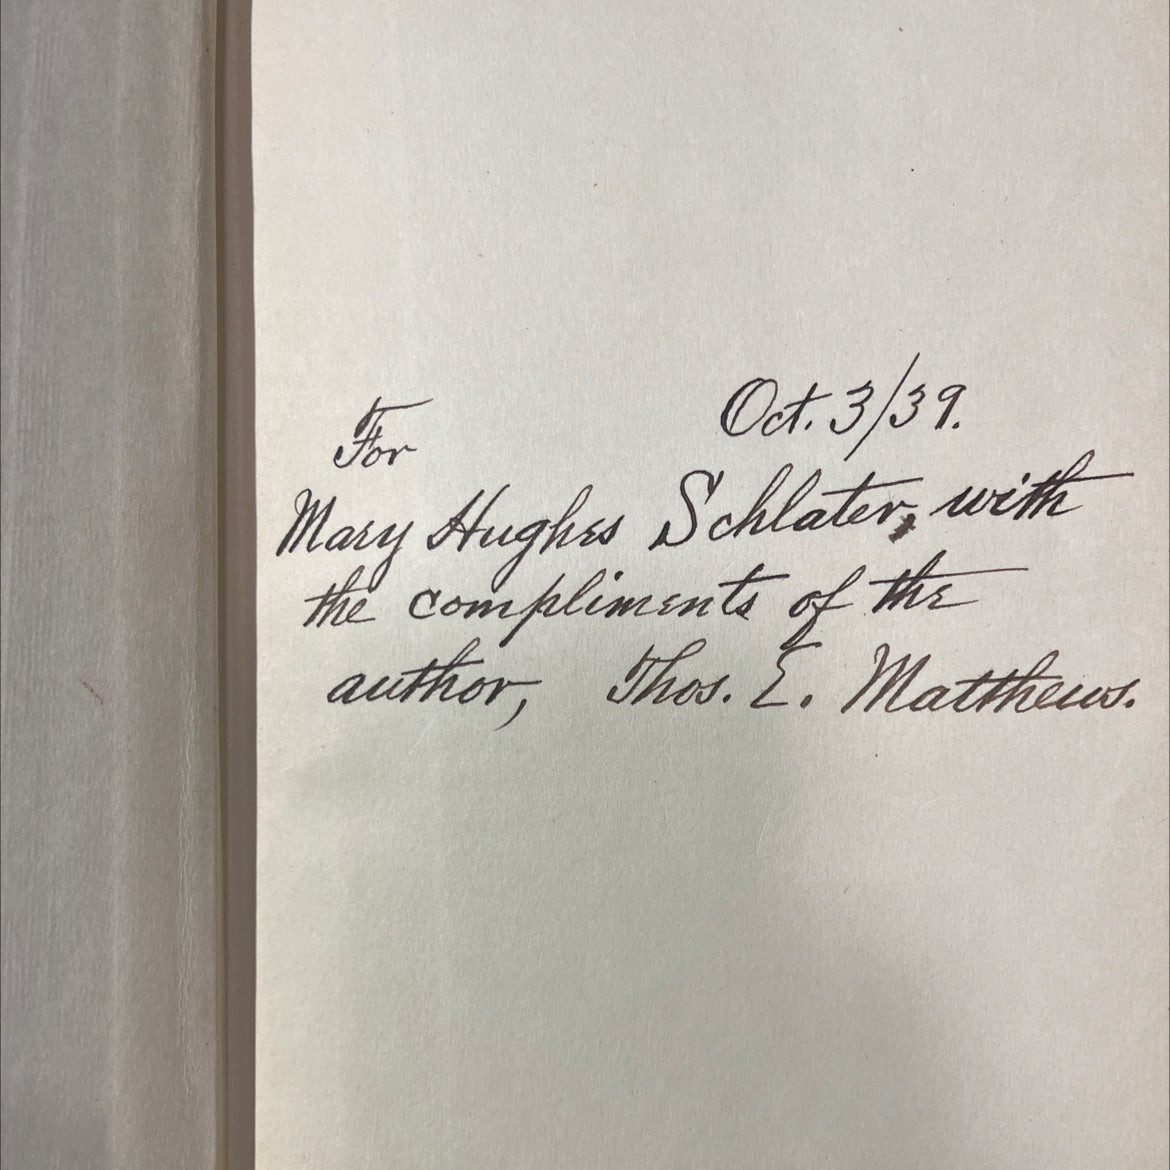 Oct. 3/39.
For
Mary Hughes Schlater, with
the compliments of the
author, Thos. E. Matthews.